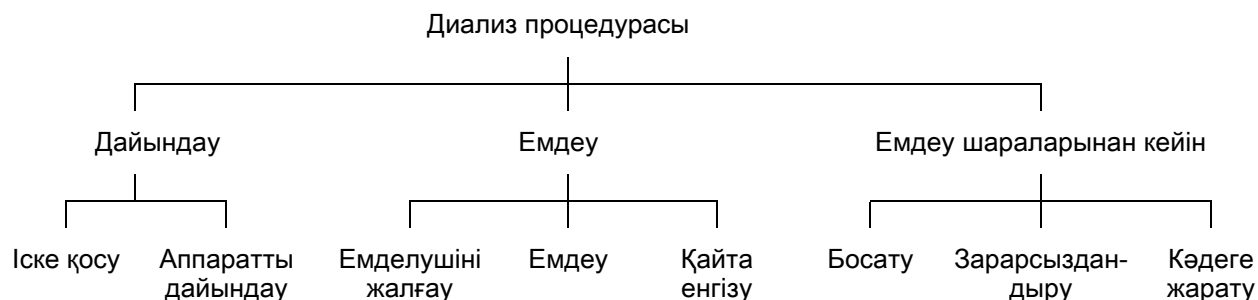 Диализ процедурасы
Дайындау
Емдеу
Емдеу шараларынан кейін
Іске қосу
Аппаратты
дайындау
Емделушіні
жалғау
Емдеу
Қайта
енгізу
Босату
Зарарсыздан-
дыру
Кәдеге
жарату